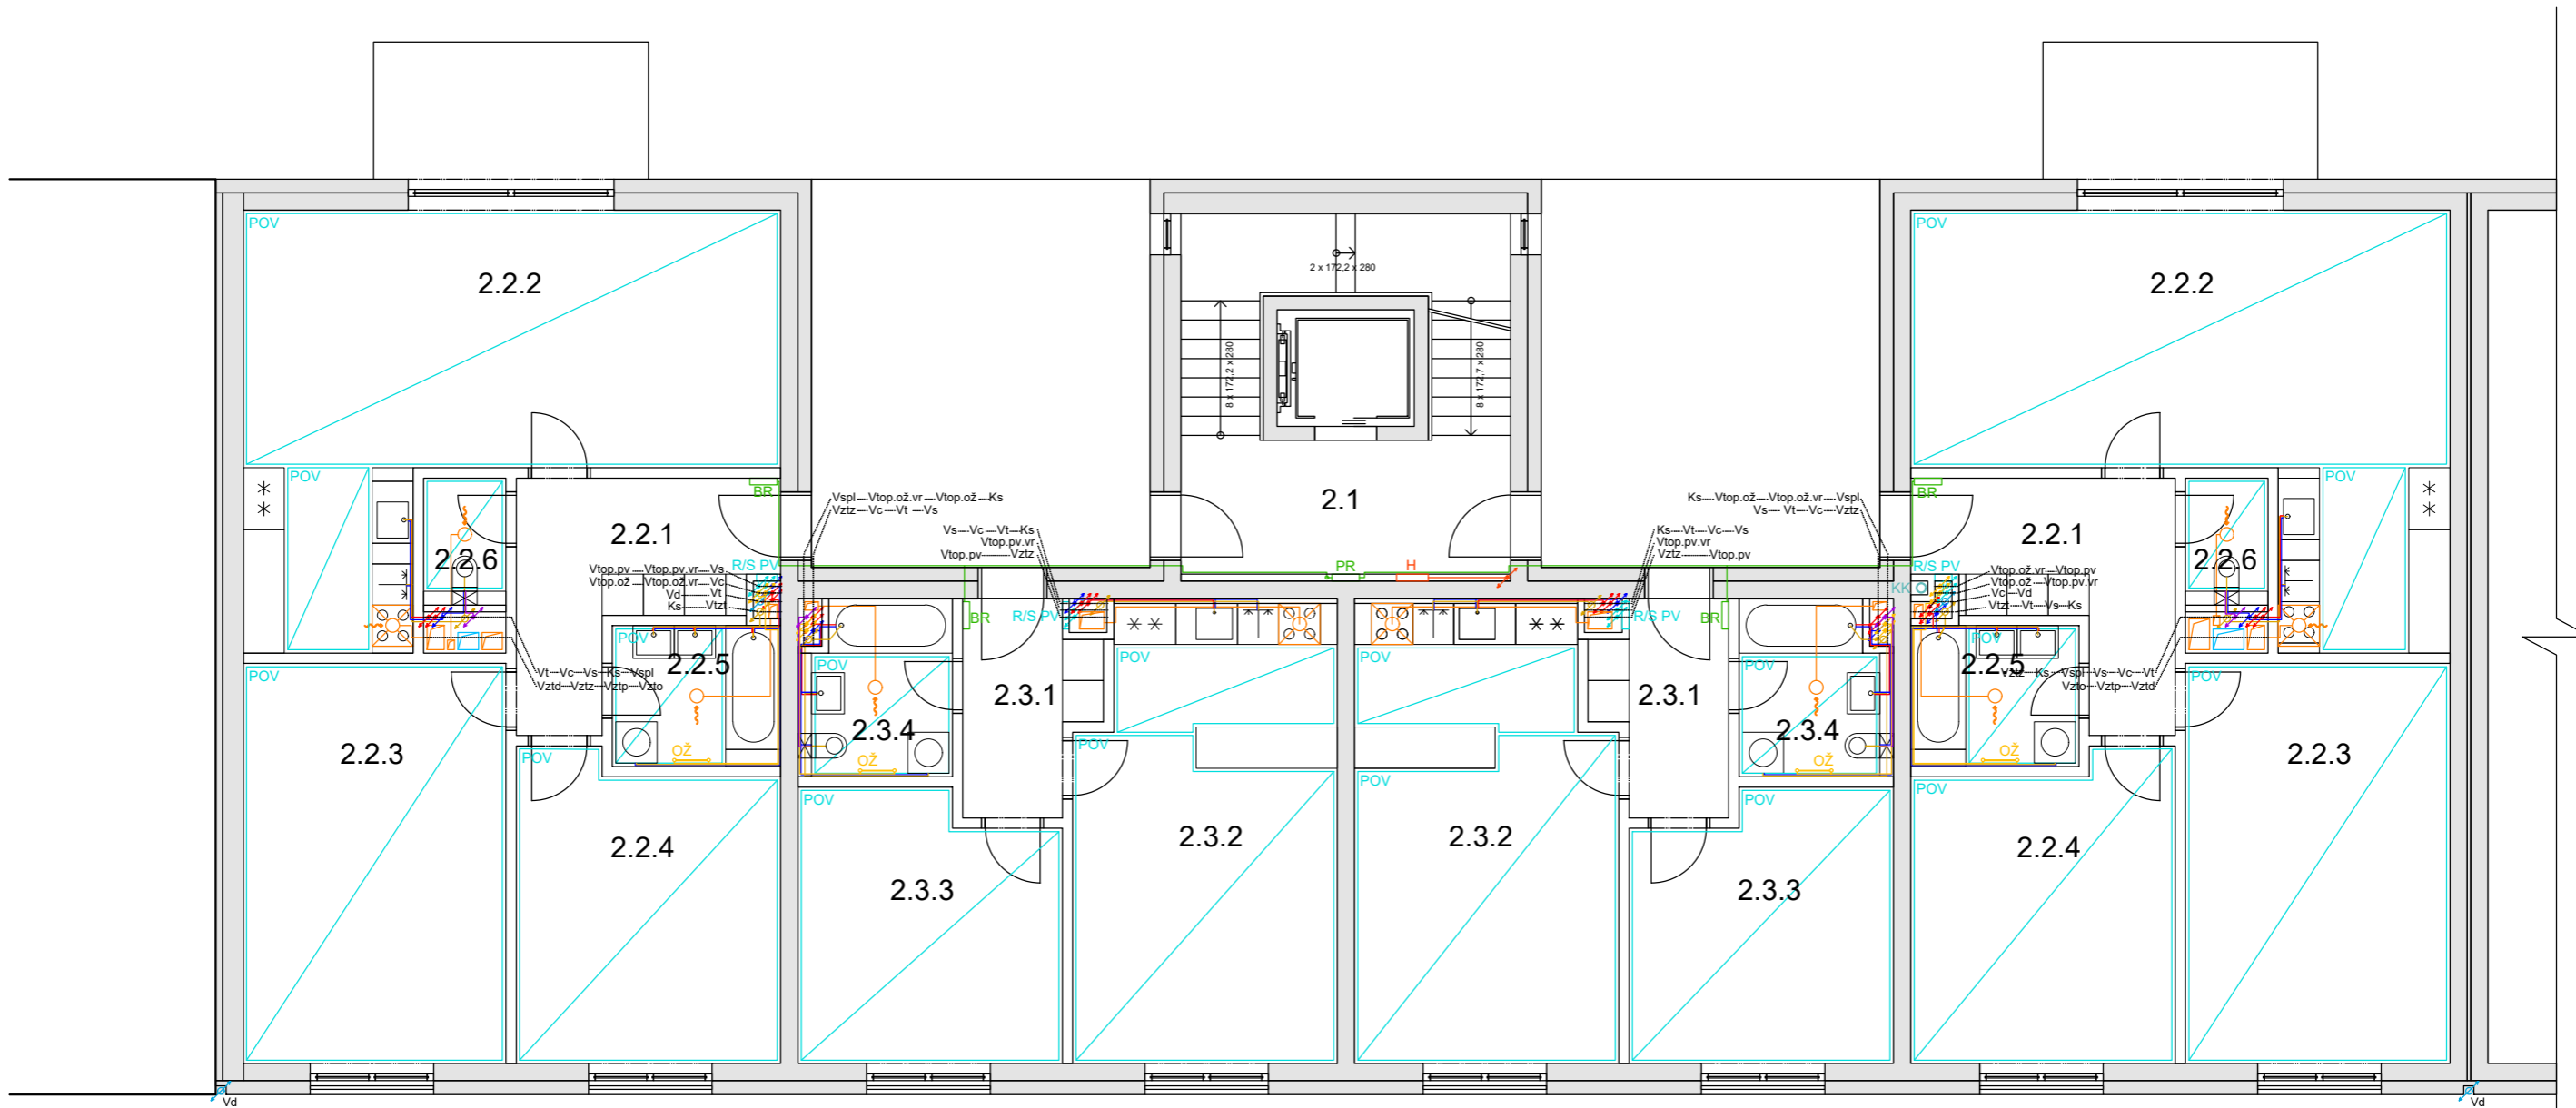 POV
2.2.2
2 x 172,2 x 280
8 x 172,2 x 280
8 x 172,7 x 280
POV
2.2.2
POV
BR
2.2.1
2.2.6
Vspl---Vtop.ož.vr---Vtop.ož---Ks
Vztz---Vc---Vt ---Vs
Vs---Vc---Vt---Ks
Vtop.pv.vr
Vtop.pv------Vztz
2.1
PR
H
Ks---Vtop.ož---Vtop.ož.vr---Vspl
Vs--- Vt---Vc---Vztz
Ks---Vt---Vc---Vs
Vtop.pv.vr
Vztz------Vtop.pv
BR
2.2.1
2.2.6
POV
Vtop.pv ---Vtop.pv.vr---Vs
Vtop.ož ---Vtop.ož.vr---Vc
Vd------Vt
Ks------Vtzt
R/S PV
R/S PV
BR
R/S PV
BR
R/S PV
KK O
Vtop.ož.vr---Vtop.pv
Vtop.ož---Vtop.pv.vr
Vc---Vd
Vtzt---Vt---Vs---Ks
POV
2.2.5
OŽ
Vt---Vc---Vs---Ks---Vspl
Vztd---Vztz---Vztp---Vzto
POV
2.3.4
OŽ
2.3.1
POV
POV
2.3.1
POV
2.3.4
OŽ
POV
2.2.5
OŽ
Vztz---Ks---Vspl---Vs---Vc---Vt
Vzto---Vztp---Vztd
POV
2.2.3
POV
2.2.4
POV
2.3.3
POV
2.3.2
POV
2.3.2
POV
2.3.3
POV
2.2.4
POV
2.2.3
Vd
Vd